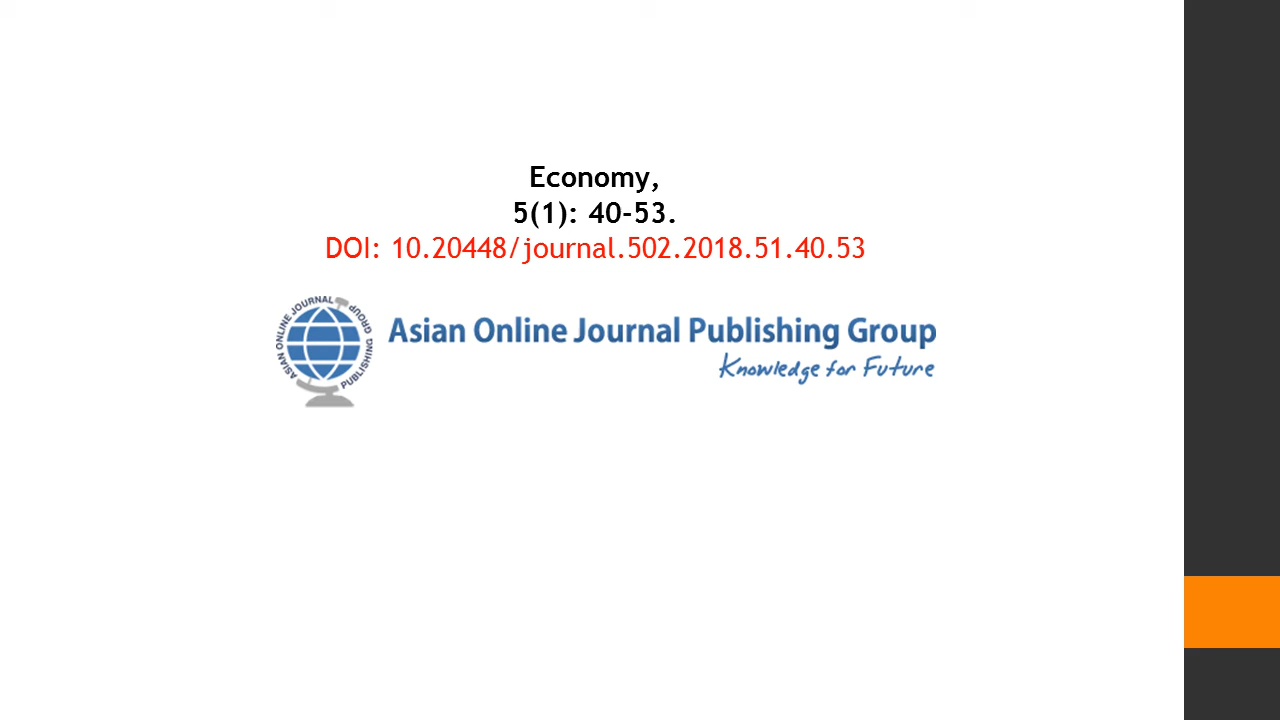 Economy,
5(1): 40-53.
DOI: 10.20448/journal.502.2018.51.40.53
ASIAN ONLINE JOURNAL PUBLISHING GROUP
Asian Online Journal Publishing Group
Knowledge for Future